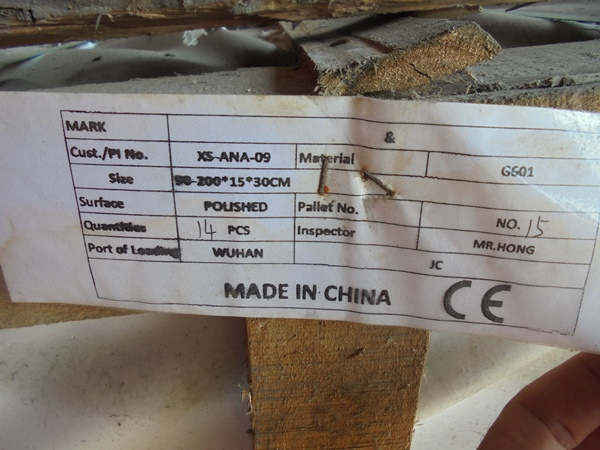 MARK &
Cust./PI No. XS-ANA-09 Material G601
Size 90-200*15*30CM
Surface POLISHED Pallet No. NO. 15
Quantities 14 PCS Inspector MR.HONG
Port of Loading WUHAN JC
MADE IN CHINA CE